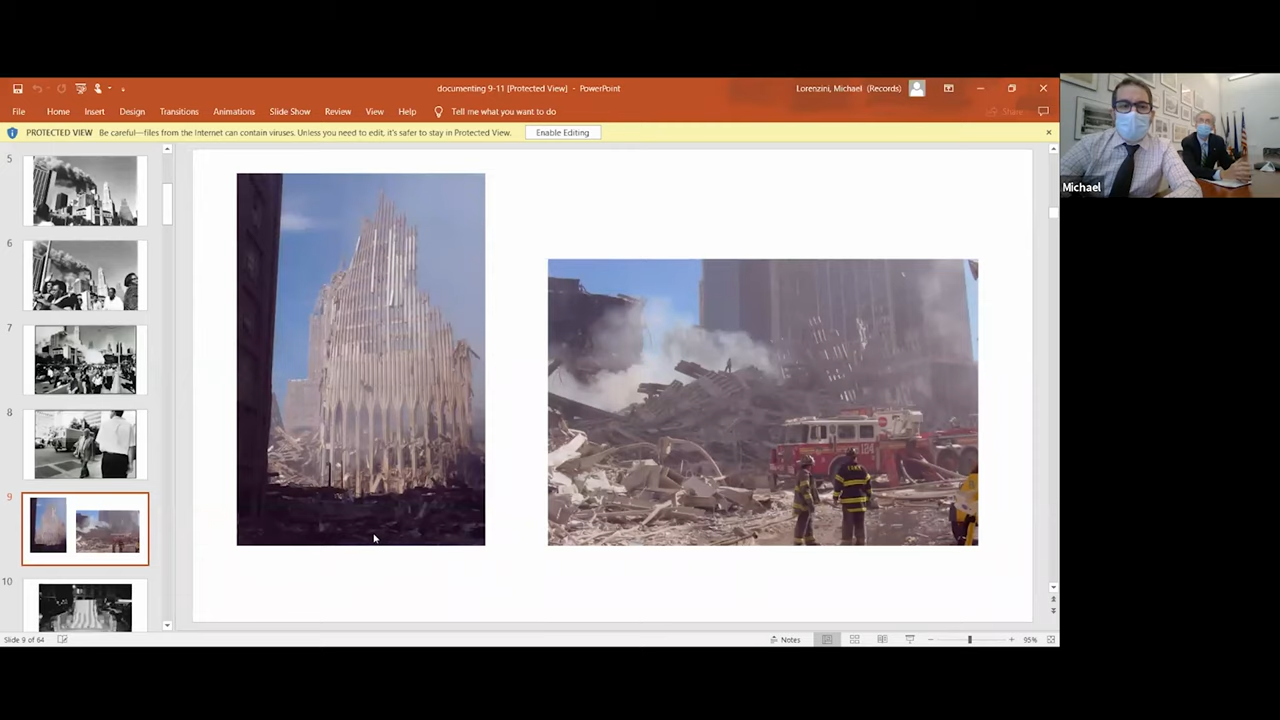 documenting 9-11 [Protected View] - PowerPoint
Lorenzini, Michael (Records)
File Home Insert Design Transitions Animations Slide Show Review View Help Tell me what you want to do Share
PROTECTED VIEW Be careful—files from the Internet can contain viruses. Unless you need to edit, it's safer to stay in Protected View. Enable Editing
5
6
7
8
9
10
124
Slide 9 of 64
Notes
95%
Michael